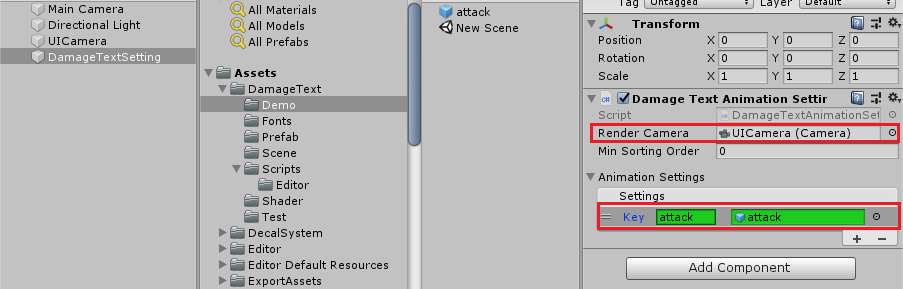 Main Camera
Directional Light
UICamera
DamageTextSetting
All Materials
All Models
All Prefabs
Assets
DamageText
Demo
Fonts
Prefab
Scene
Scripts
Editor
Shader
Test
DecalSystem
Editor
Editor Default Resources
ExportAssets
attack
New Scene
Tag Untagged Layer Default
Transform
Position X 0 Y 0 Z 0
Rotation X 0 Y 0 Z 0
Scale X 1 Y 1 Z 1
C# Damage Text Animation Settir
Script DamageTextAnimationSet
Render Camera UICamera (Camera)
Min Sorting Order 0
Animation Settings
Settings
Key attack attack
+ −
Add Component